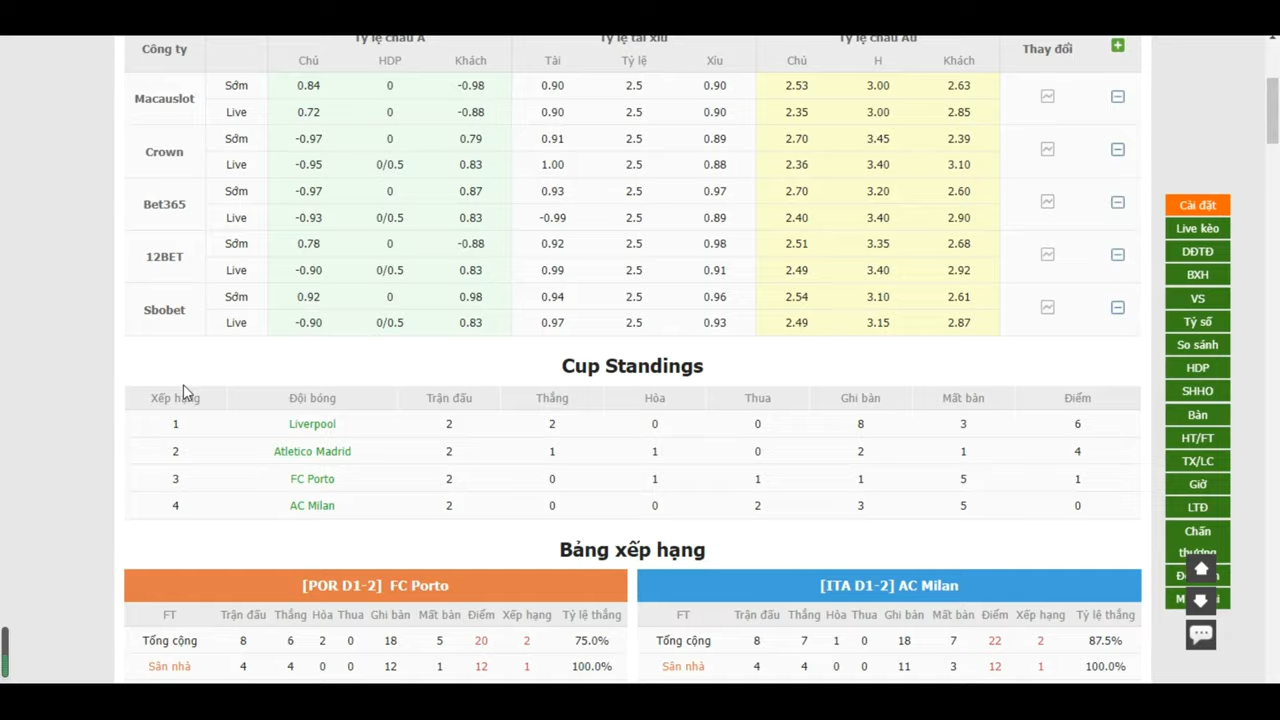 Công ty Tỷ lệ châu Á Tỷ lệ tài xỉu Tỷ lệ châu Âu Thay đổi
Chủ HDP Khách Tài Tỷ lệ Xỉu Chủ H Khách
Macauslot Sớm 0.84 0 -0.98 0.90 2.5 0.90 2.53 3.00 2.63
Live 0.72 0 -0.88 0.90 2.5 0.90 2.35 3.00 2.85
Crown Sớm -0.97 0 0.79 0.91 2.5 0.89 2.70 3.45 2.39
Live -0.95 0/0.5 0.83 1.00 2.5 0.88 2.36 3.40 3.10
Bet365 Sớm -0.97 0 0.87 0.93 2.5 0.97 2.70 3.20 2.60
Live -0.93 0/0.5 0.83 -0.99 2.5 0.89 2.40 3.40 2.90
12BET Sớm 0.78 0 -0.88 0.92 2.5 0.98 2.51 3.35 2.68
Live -0.90 0/0.5 0.83 0.99 2.5 0.91 2.49 3.40 2.92
Sbobet Sớm 0.92 0 0.98 0.94 2.5 0.96 2.54 3.10 2.61
Live -0.90 0/0.5 0.83 0.97 2.5 0.93 2.49 3.15 2.87
Cup Standings
Xếp hạng Đội bóng Trận đấu Thắng Hòa Thua Ghi bàn Mất bàn Điểm
1 Liverpool 2 2 0 0 8 3 6
2 Atletico Madrid 2 1 1 0 2 1 4
3 FC Porto 2 0 1 1 1 5 1
4 AC Milan 2 0 0 2 3 5 0
Bảng xếp hạng
[POR D1-2] FC Porto
FT Trận đấu Thắng Hòa Thua Ghi bàn Mất bàn Điểm Xếp hạng Tỷ lệ thắng
Tổng cộng 8 6 2 0 18 5 20 2 75.0%
Sân nhà 4 4 0 0 12 1 12 1 100.0%
[ITA D1-2] AC Milan
FT Trận đấu Thắng Hòa Thua Ghi bàn Mất bàn Điểm Xếp hạng Tỷ lệ thắng
Tổng cộng 8 7 1 0 18 7 22 2 87.5%
Sân nhà 4 4 0 0 11 3 12 1 100.0%
Cài đặt
Live kèo
DĐTĐ
BXH
VS
Tỷ số
So sánh
HDP
SHHO
Bàn
HT/FT
TX/LC
Giờ
LTĐ
Chấn
thương